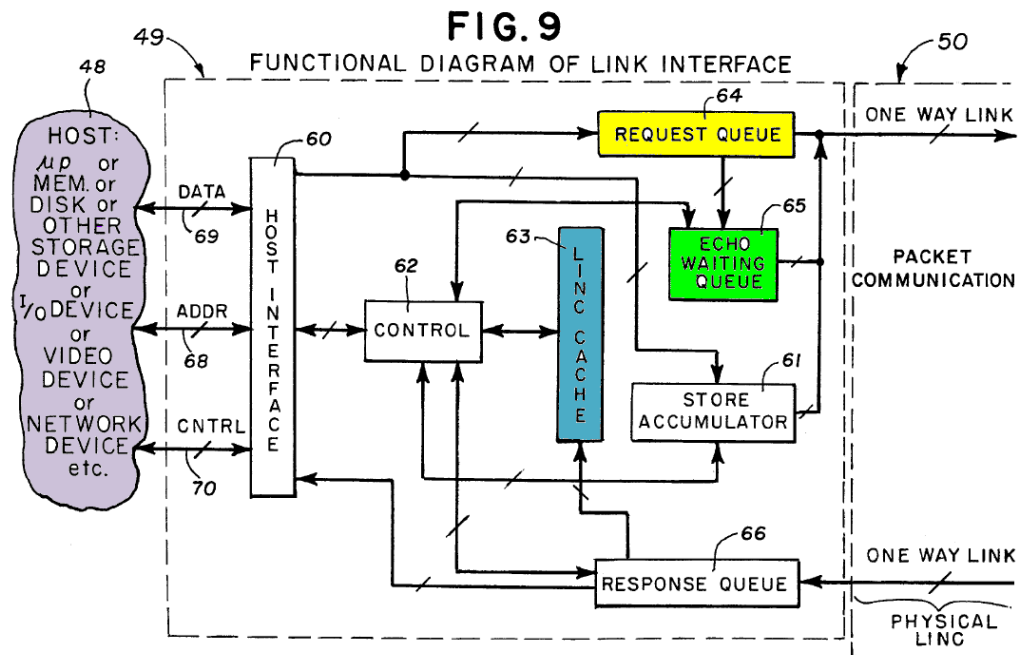 FIG. 9
49
FUNCTIONAL DIAGRAM OF LINK INTERFACE
50
48
HOST:
μp or
MEM. or
DISK or
OTHER
STORAGE
DEVICE
or
I/O DEVICE
or
VIDEO
DEVICE
or
NETWORK
DEVICE
etc.
DATA
69
ADDR
68
CNTRL
70
60
HOST INTERFACE
62
CONTROL
63
LINC CACHE
64
REQUEST QUEUE
65
ECHO
WAITING
QUEUE
61
STORE
ACCUMULATOR
66
RESPONSE QUEUE
ONE WAY LINK
PACKET
COMMUNICATION
ONE WAY LINK
PHYSICAL
LINC